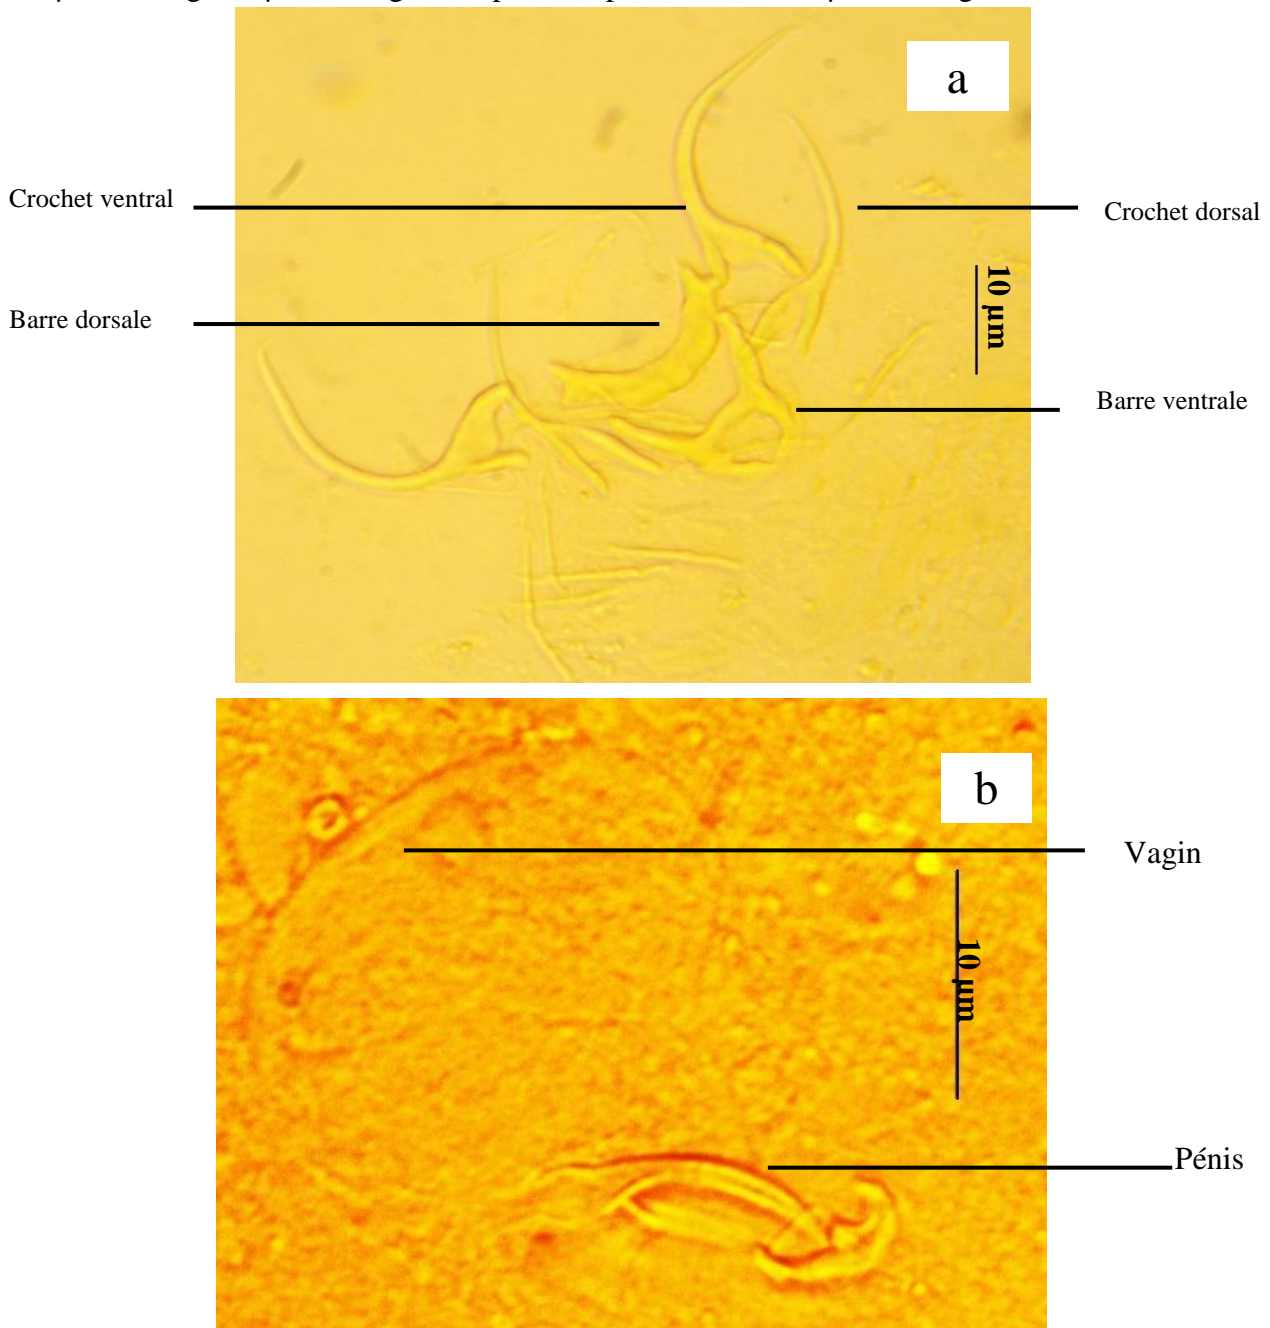 a
Crochet ventral
Crochet dorsal
10 µm
Barre dorsale
Barre ventrale
b
Vagin
10 µm
Pénis